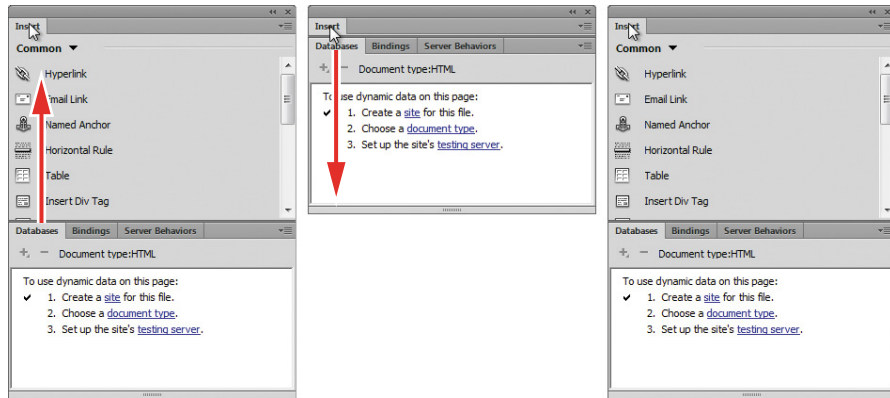 Insert
Common
Hyperlink
Email Link
Named Anchor
Horizontal Rule
Table
Insert Div Tag
Databases Bindings Server Behaviors
Document type:HTML
To use dynamic data on this page:
1. Create a site for this file.
2. Choose a document type.
3. Set up the site's testing server.
Insert
Databases Bindings Server Behaviors
Document type:HTML
To use dynamic data on this page:
1. Create a site for this file.
2. Choose a document type.
3. Set up the site's testing server.
Insert
Common
Hyperlink
Email Link
Named Anchor
Horizontal Rule
Table
Insert Div Tag
Databases Bindings Server Behaviors
Document type:HTML
To use dynamic data on this page:
1. Create a site for this file.
2. Choose a document type.
3. Set up the site's testing server.